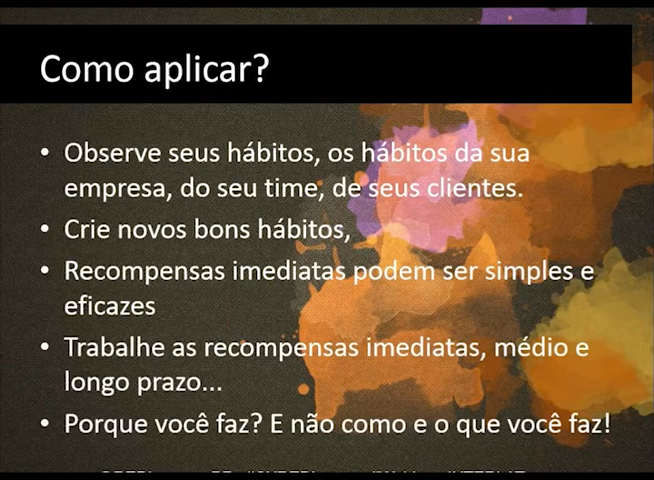 Como aplicar?
• Observe seus hábitos, os hábitos da sua
empresa, do seu time, de seus clientes.
• Crie novos bons hábitos,
• Recompensas imediatas podem ser simples e
eficazes
• Trabalhe as recompensas imediatas, médio e
longo prazo...
• Porque você faz? E não como e o que você faz!